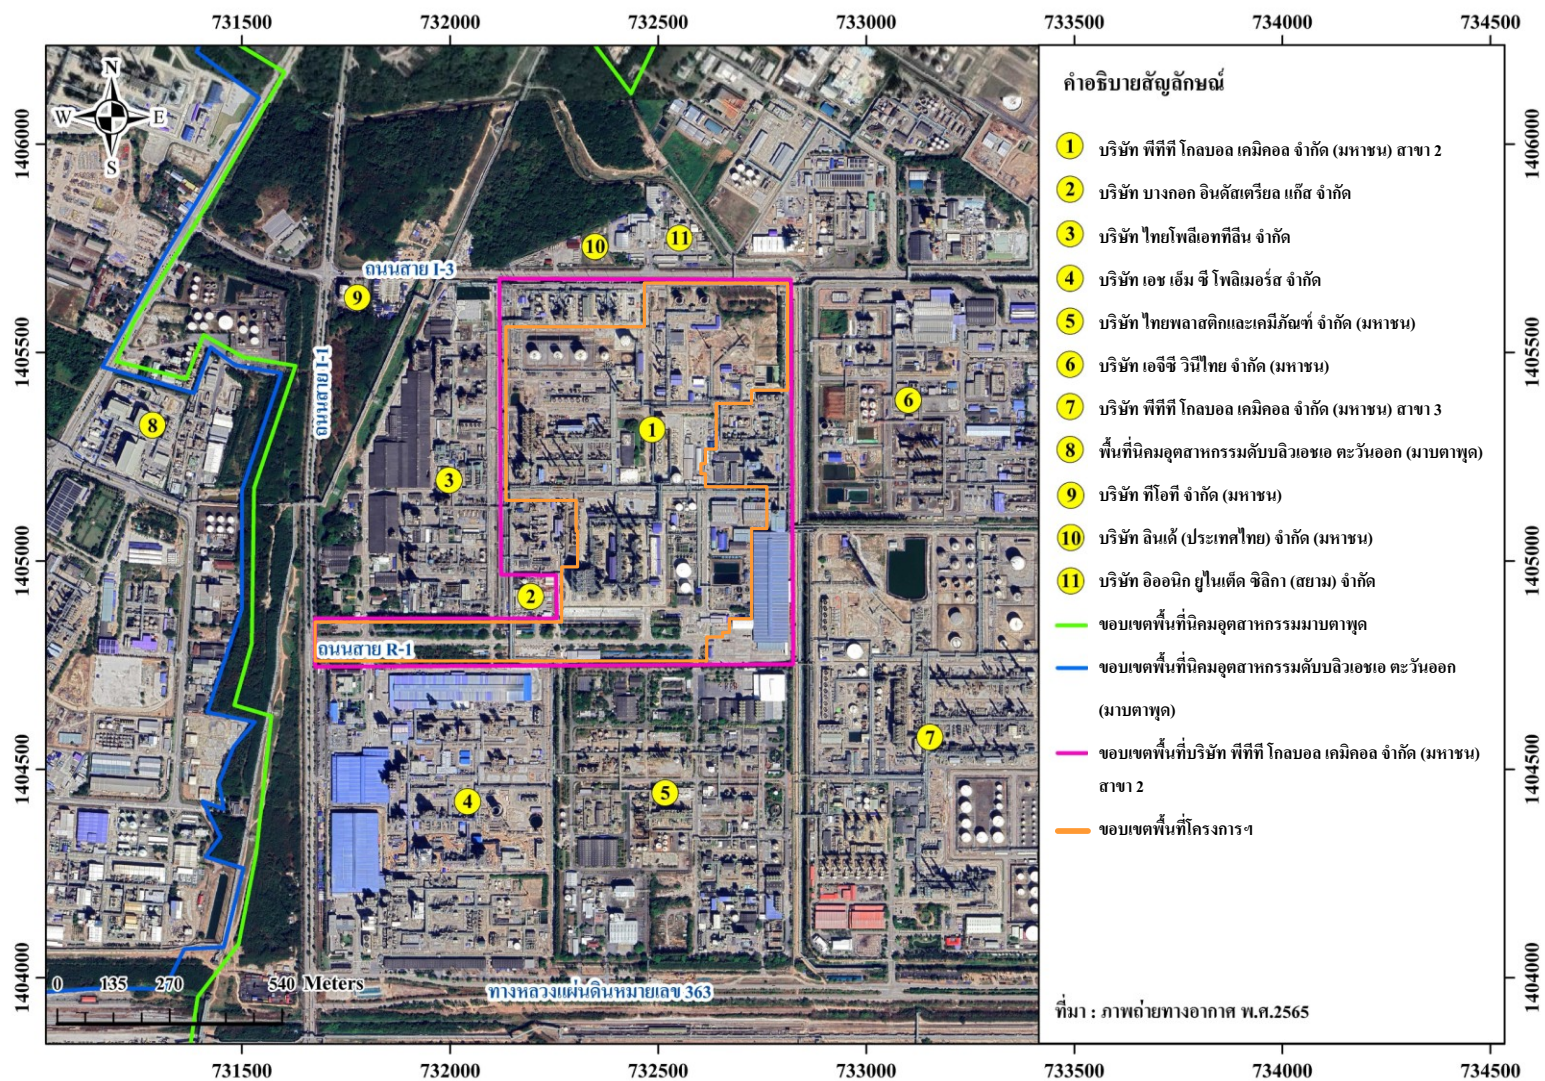 731500 732000 732500 733000 733500 734000 734500
N
W E
S
1406000
1405500
1405000
1404500
1404000
10
11
ถนนสาย I-3
9
ถนนสาย I-1
8
3
1
6
2
ถนนสาย R-1
7
4
5
0 135 270 540 Meters
ทางหลวงแผ่นดินหมายเลข 363
คำอธิบายสัญลักษณ์
1 บริษัท พีทีที โกลบอล เคมิคอล จำกัด (มหาชน) สาขา 2
2 บริษัท บางกอก อินดัสเตรียล แก๊ส จำกัด
3 บริษัท ไทยโพลีเอททีลีน จำกัด
4 บริษัท เอช เอ็ม ซี โพลิเมอร์ส จำกัด
5 บริษัท ไทยพลาสติกและเคมีภัณฑ์ จำกัด (มหาชน)
6 บริษัท เอจีซี วินีไทย จำกัด (มหาชน)
7 บริษัท พีทีที โกลบอล เคมิคอล จำกัด (มหาชน) สาขา 3
8 พื้นที่นิคมอุตสาหกรรมดับบลิวเอชเอ ตะวันออก (มาบตาพุด)
9 บริษัท ทีโอที จำกัด (มหาชน)
10 บริษัท ลินเด้ (ประเทศไทย) จำกัด (มหาชน)
11 บริษัท อิออนิก ยูไนเต็ด ซิลิกา (สยาม) จำกัด
ขอบเขตพื้นที่นิคมอุตสาหกรรมมาบตาพุด
ขอบเขตพื้นที่นิคมอุตสาหกรรมดับบลิวเอชเอ ตะวันออก
(มาบตาพุด)
ขอบเขตพื้นที่บริษัท พีทีที โกลบอล เคมิคอล จำกัด (มหาชน)
สาขา 2
ขอบเขตพื้นที่โครงการฯ
ที่มา : ภาพถ่ายทางอากาศ พ.ศ.2565
1406000
1405500
1405000
1404500
1404000
731500 732000 732500 733000 733500 734000 734500